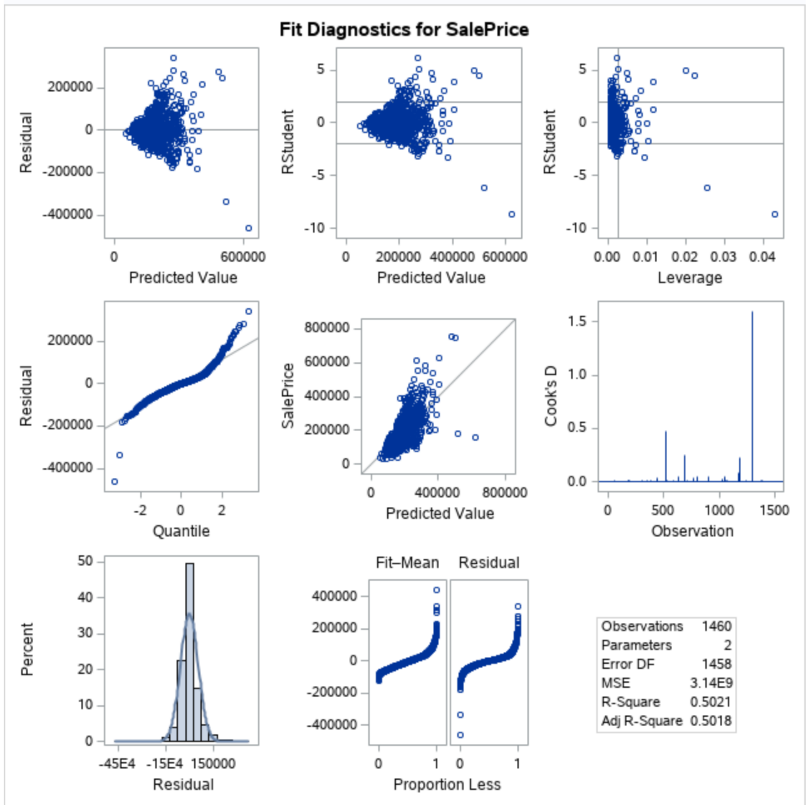 Fit Diagnostics for SalePrice
Residual
200000
0
-200000
-400000
0 600000
Predicted Value
RStudent
5
0
-5
-10
0 200000 400000 600000
Predicted Value
RStudent
5
0
-5
-10
0.00 0.01 0.02 0.03 0.04
Leverage
Residual
200000
0
-200000
-400000
-2 0 2
Quantile
SalePrice
800000
600000
400000
200000
0
0 400000 800000
Predicted Value
Cook's D
1.5
1.0
0.5
0.0
0 500 1000 1500
Observation
Percent
50
40
30
20
10
0
-45E4 -15E4 150000
Residual
Fit–Mean Residual
400000
200000
0
-200000
-400000
0 1 0 1
Proportion Less
Observations 1460
Parameters 2
Error DF 1458
MSE 3.14E9
R-Square 0.5021
Adj R-Square 0.5018